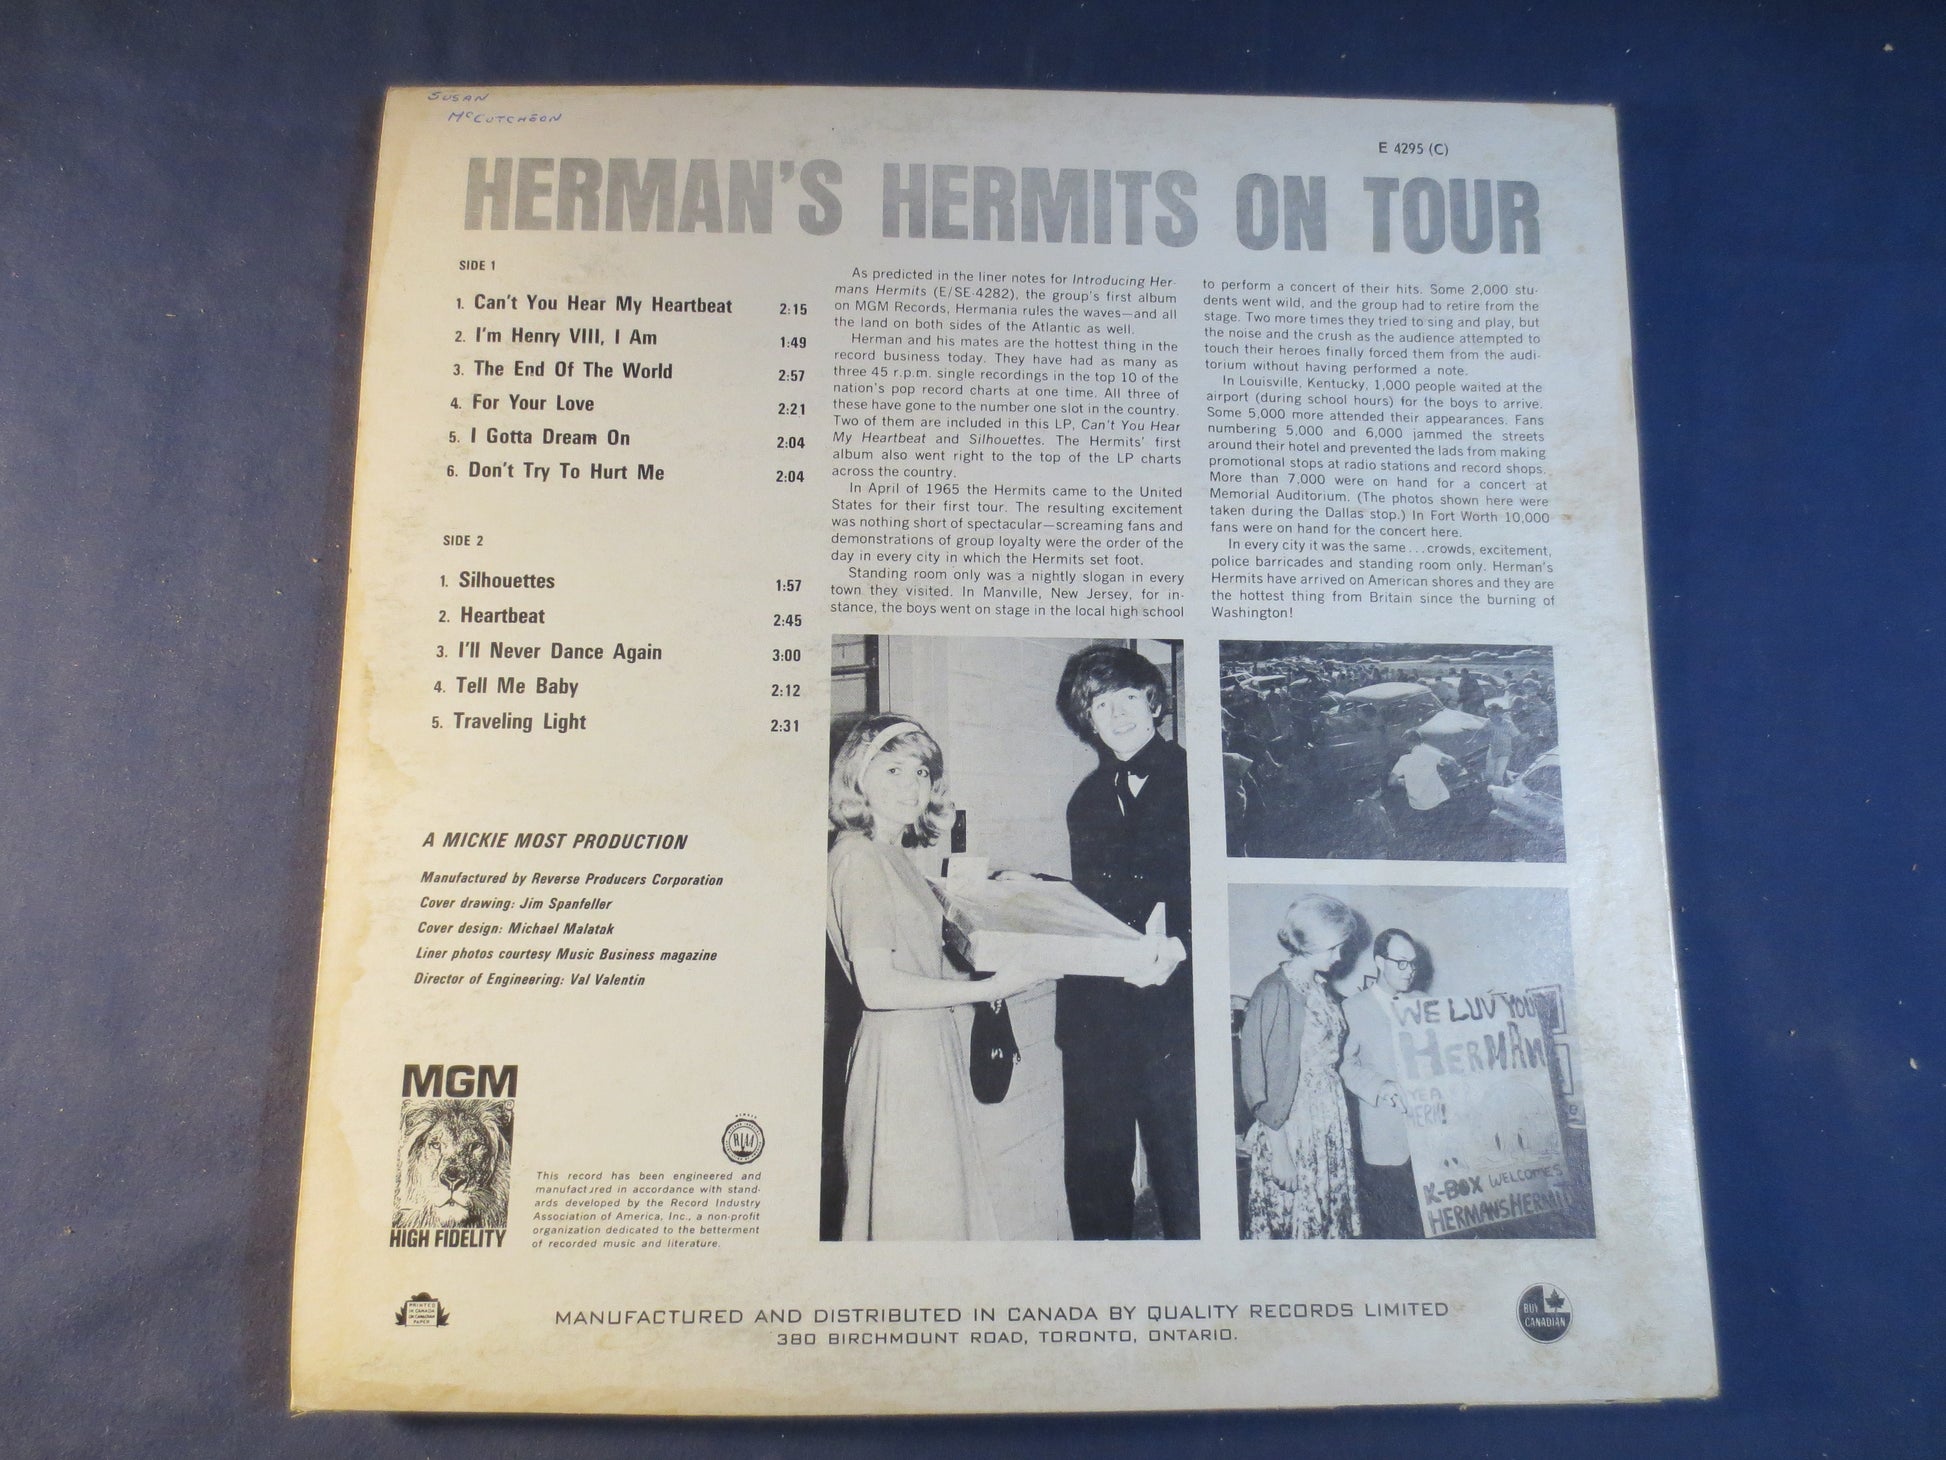 SUSAN
McCUTCHEON
E 4295 (C)
HERMAN'S HERMITS ON TOUR
SIDE 1
1. Can't You Hear My Heartbeat 2:15
2. I'm Henry VIII, I Am 1:49
3. The End Of The World 2:57
4. For Your Love 2:21
5. I Gotta Dream On 2:04
6. Don't Try To Hurt Me 2:04
SIDE 2
1. Silhouettes 1:57
2. Heartbeat 2:45
3. I'll Never Dance Again 3:00
4. Tell Me Baby 2:12
5. Traveling Light 2:31
A MICKIE MOST PRODUCTION
Manufactured by Reverse Producers Corporation
Cover drawing: Jim Spanfeller
Cover design: Michael Malatak
Liner photos courtesy Music Business magazine
Director of Engineering: Val Valentin
As predicted in the liner notes for Introducing Her-
mans Hermits (E/SE-4282), the group's first album
on MGM Records, Hermania rules the waves—and all
the land on both sides of the Atlantic as well.
Herman and his mates are the hottest thing in the
record business today. They have had as many as
three 45 r.p.m. single recordings in the top 10 of the
nation's pop record charts at one time. All three of
these have gone to the number one slot in the country.
Two of them are included in this LP, Can't You Hear
My Heartbeat and Silhouettes. The Hermits' first
album also went right to the top of the LP charts
across the country.
In April of 1965 the Hermits came to the United
States for their first tour. The resulting excitement
was nothing short of spectacular—screaming fans and
demonstrations of group loyalty were the order of the
day in every city in which the Hermits set foot.
Standing room only was a nightly slogan in every
town they visited. In Manville, New Jersey, for in-
stance, the boys went on stage in the local high school
to perform a concert of their hits. Some 2,000 stu-
dents went wild, and the group had to retire from the
stage. Two more times they tried to sing and play, but
the noise and the crush as the audience attempted to
touch their heroes finally forced them from the audi-
torium without having performed a note.
In Louisville, Kentucky, 1,000 people waited at the
airport (during school hours) for the boys to arrive.
Some 5,000 more attended their appearances. Fans
numbering 5,000 and 6,000 jammed the streets
around their hotel and prevented the lads from making
promotional stops at radio stations and record shops.
More than 7,000 were on hand for a concert at
Memorial Auditorium. (The photos shown here were
taken during the Dallas stop.) In Fort Worth 10,000
fans were on hand for the concert here.
In every city it was the same...crowds, excitement,
police barricades and standing room only. Herman's
Hermits have arrived on American shores and they are
the hottest thing from Britain since the burning of
Washington!
WE LUV YOU
HERMAN
YEA
HERM!
K-BOX WELCOMES
HERMANS HERMIT
MGM
HIGH FIDELITY
RIAA
This record has been engineered and
manufactured in accordance with stand-
ards developed by the Record Industry
Association of America, Inc., a non-profit
organization dedicated to the betterment
of recorded music and literature.
PRINTED
IN CANADA
ON CANADIAN
PAPER
MANUFACTURED AND DISTRIBUTED IN CANADA BY QUALITY RECORDS LIMITED
380 BIRCHMOUNT ROAD, TORONTO, ONTARIO.
BUY
CANADIAN